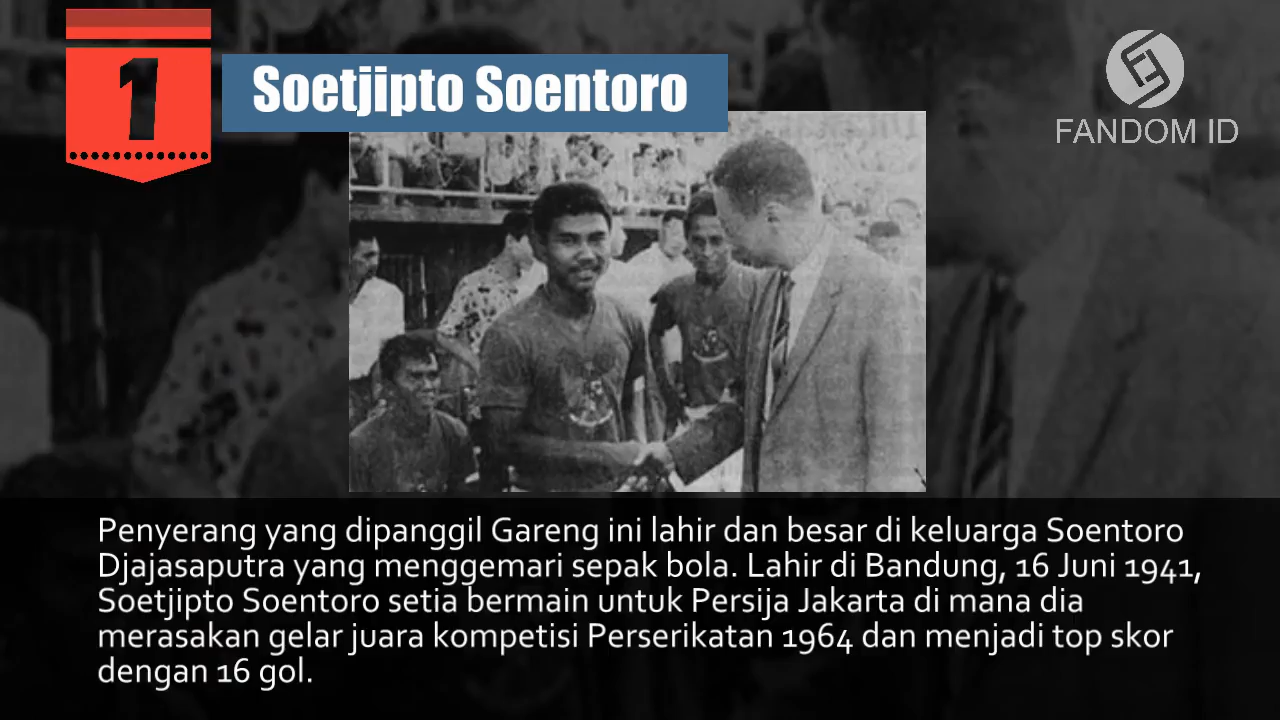 1
Soetjipto Soentoro
FANDOM ID
Penyerang yang dipanggil Gareng ini lahir dan besar di keluarga Soentoro
Djajasaputra yang menggemari sepak bola. Lahir di Bandung, 16 Juni 1941,
Soetjipto Soentoro setia bermain untuk Persija Jakarta di mana dia
merasakan gelar juara kompetisi Perserikatan 1964 dan menjadi top skor
dengan 16 gol.